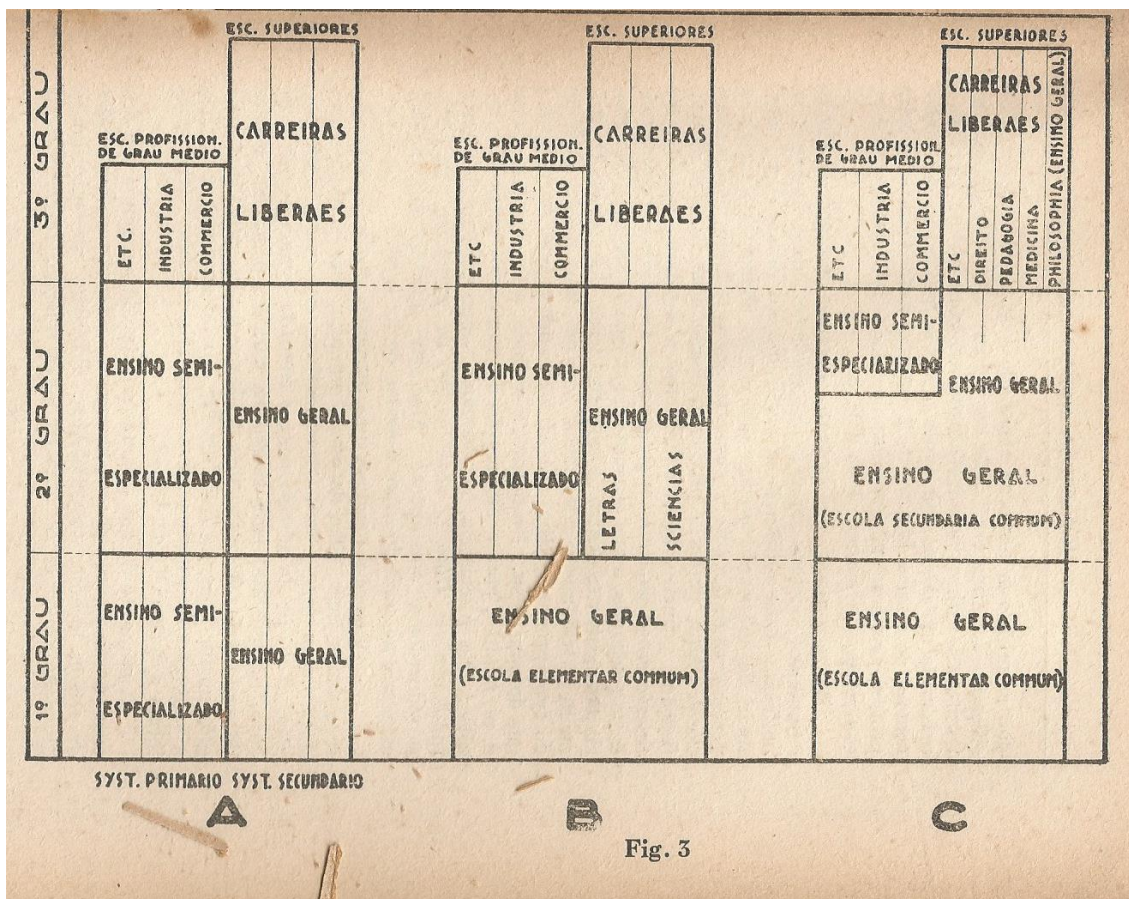 3º GRAU
2º GRAU
1º GRAU
ESC. SUPERIORES
CARREIRAS
LIBERAES
ESC. PROFISSION.
DE GRAU MEDIO
ETC.
INDUSTRIA
COMMERCIO
ENSINO SEMI-
ESPECIALIZADO
ENSINO GERAL
ENSINO SEMI-
ESPECIALIZADO
ENSINO GERAL
SYST. PRIMARIO SYST. SECUNDARIO
A
ESC. SUPERIORES
CARREIRAS
LIBERAES
ESC. PROFISSION.
DE GRAU MEDIO
ETC
INDUSTRIA
COMMERCIO
ENSINO SEMI-
ESPECIALIZADO
ENSINO GERAL
LETRAS
SCIENCIAS
ENSINO GERAL
(ESCOLA ELEMENTAR COMMUM)
B
ESC. SUPERIORES
CARREIRAS
LIBERAES
ESC. PROFISSION.
DE GRAU MEDIO
ETC
INDUSTRIA
COMMERCIO
ETC
DIREITO
PEDAGOGIA
MEDICINA
PHILOSOPHIA (ENSINO GERAL)
ENSINO SEMI-
ESPECIAZIZADO
ENSINO GERAL
ENSINO GERAL
(ESCOLA SECUNDARIA COMMUM)
ENSINO GERAL
(ESCOLA ELEMENTAR COMMUM)
C
Fig. 3